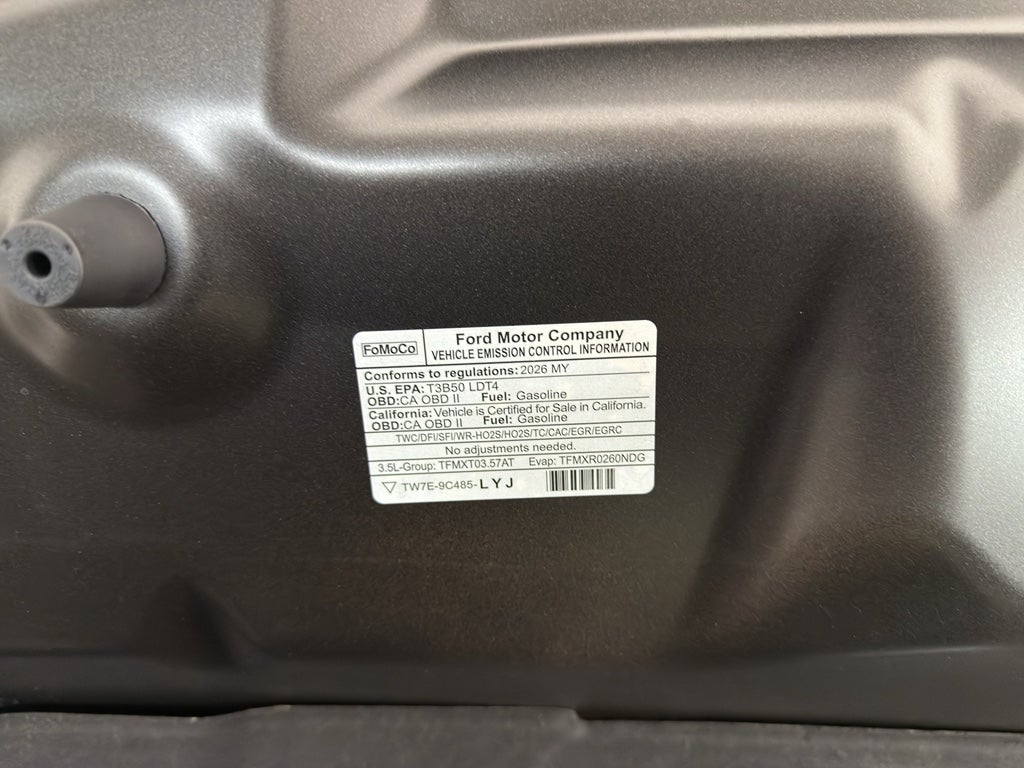 FoMoCo
Ford Motor Company
VEHICLE EMISSION CONTROL INFORMATION
Conforms to regulations: 2026 MY
U.S. EPA: T3B50 LDT4
OBD:CA OBD II Fuel: Gasoline
California: Vehicle is Certified for Sale in California.
OBD:CA OBD II Fuel: Gasoline
TWC/DFI/SFI/WR-HO2S/HO2S/TC/CAC/EGR/EGRC
No adjustments needed.
3.5L-Group: TFMXT03.57AT Evap: TFMXR0260NDG
TW7E-9C485-LYJ